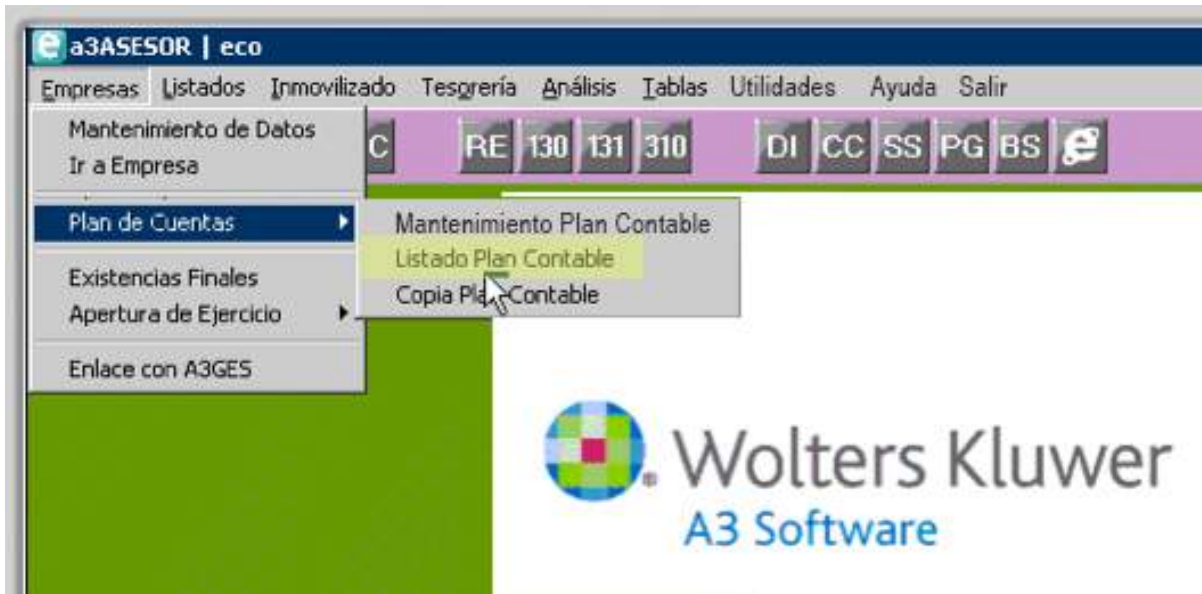 a3ASESOR | eco
Empresas Listados Inmovilizado Tesorería Análisis Tablas Utilidades Ayuda Salir
C RE 130 131 310 DI CC SS PG BS
Mantenimiento de Datos
Ir a Empresa
Plan de Cuentas
Mantenimiento Plan Contable
Listado Plan Contable
Copia Plan Contable
Existencias Finales
Apertura de Ejercicio
Enlace con A3GES
Wolters Kluwer
A3 Software